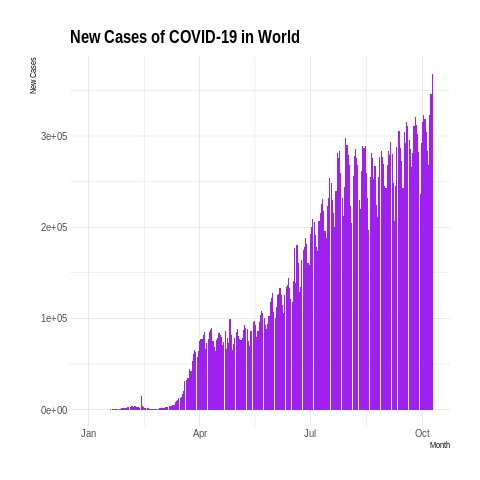 New Cases of COVID-19 in World
New Cases
3e+05
2e+05
1e+05
0e+00
Jan Apr Jul Oct
Month